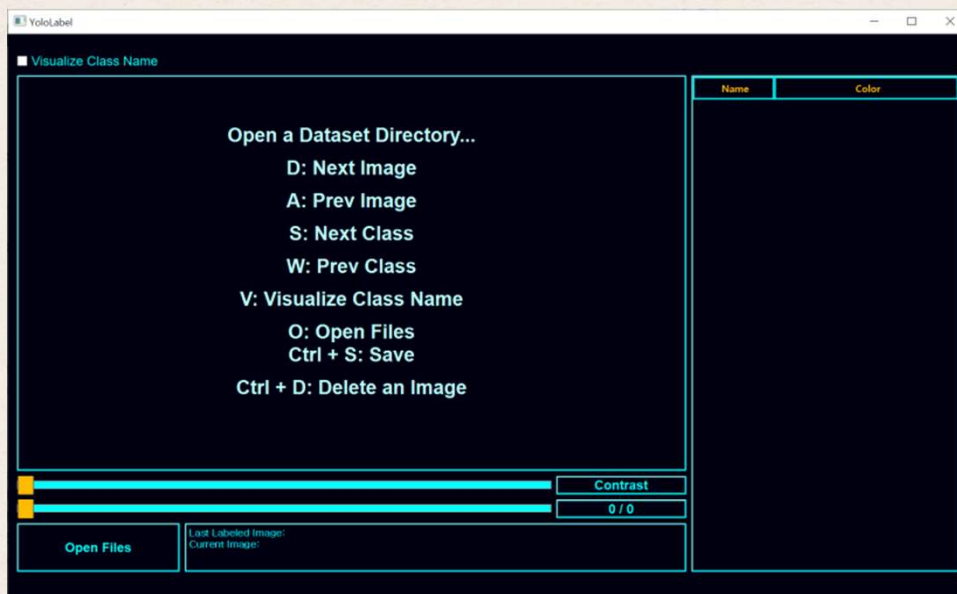 YoloLabel
Visualize Class Name
Name Color
Open a Dataset Directory...
D: Next Image
A: Prev Image
S: Next Class
W: Prev Class
V: Visualize Class Name
O: Open Files
Ctrl + S: Save
Ctrl + D: Delete an Image
Contrast
0 / 0
Open Files
Last Labeled Image:
Current Image: